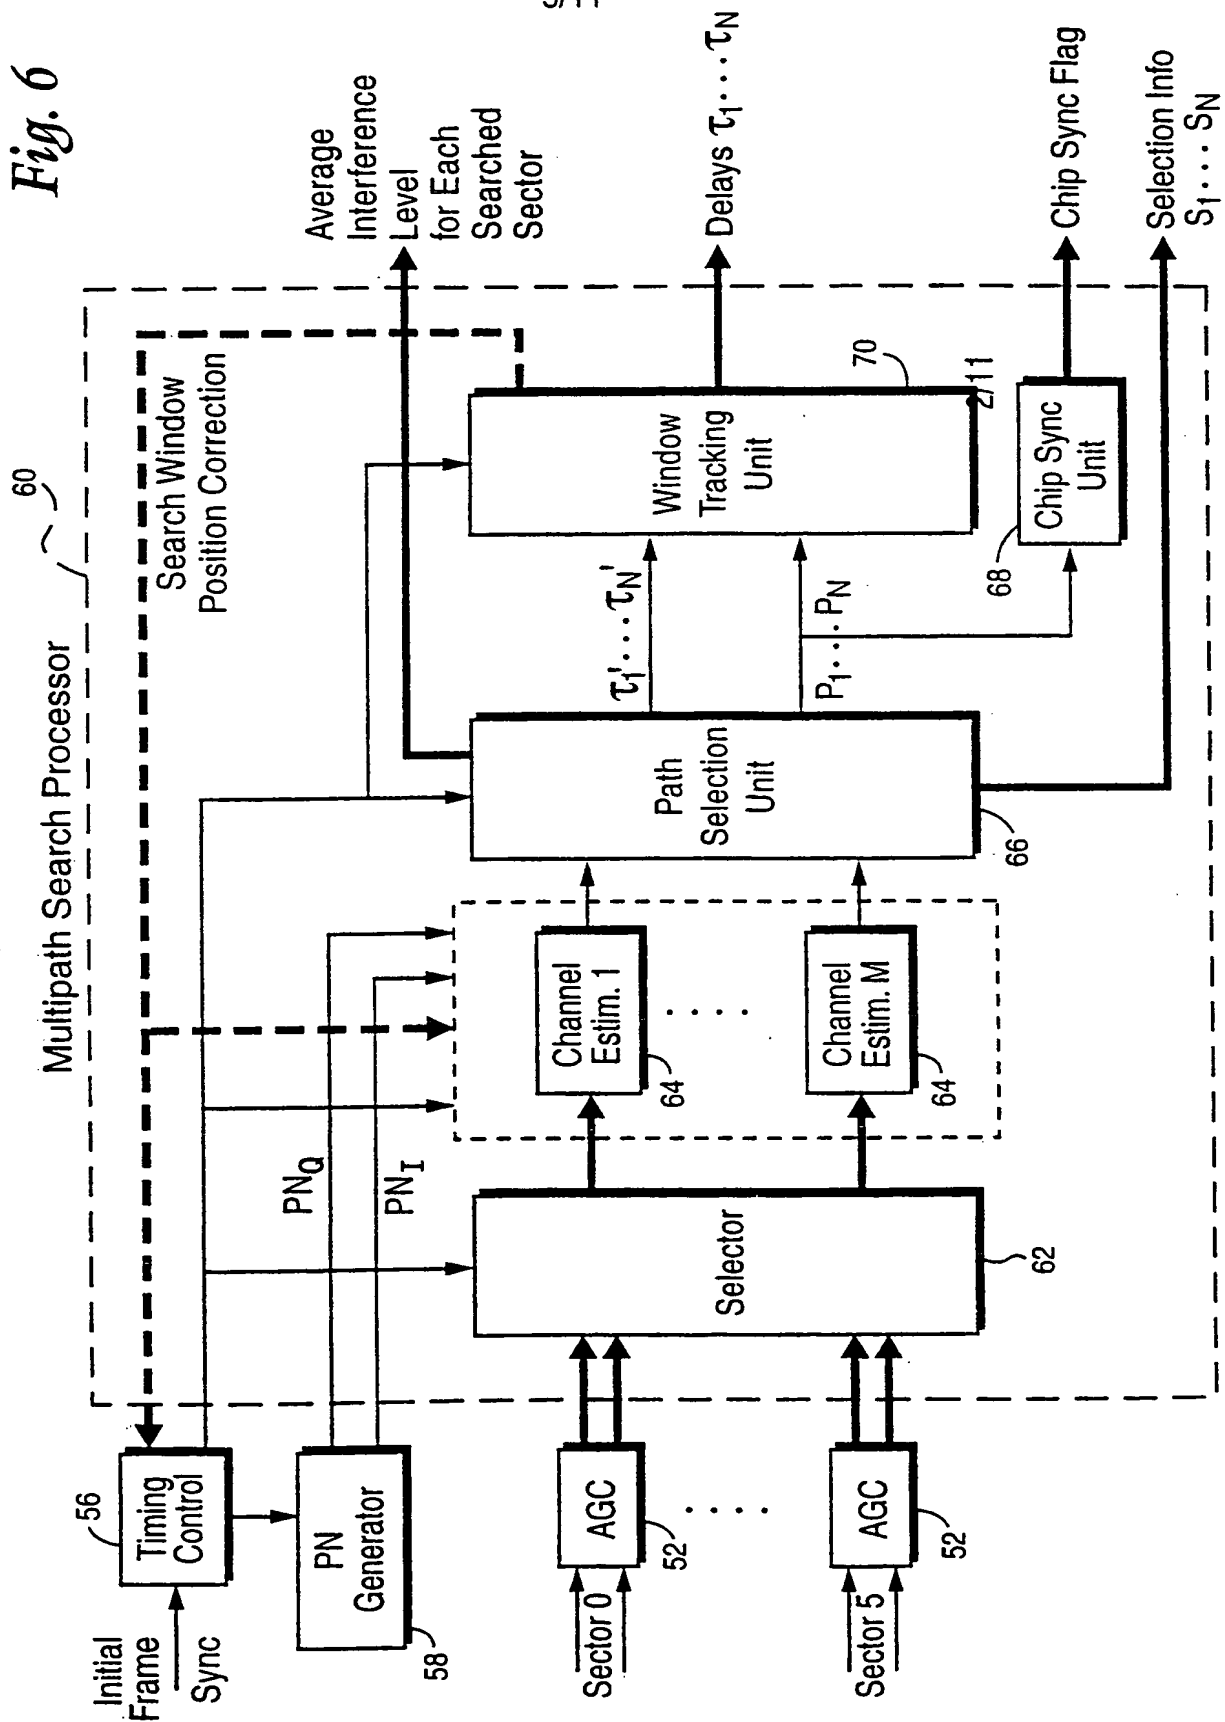 Fig. 6
Multipath Search Processor
60
Search Window
Position Correction
Average
Interference
Level
for Each
Searched
Sector
Initial
Frame
Sync
56
Timing
Control
PN
Generator
58
PNQ
PNI
Sector 0
AGC
52
. . . .
Sector 5
AGC
52
Selector
62
Channel
Estim. 1
64
. . . .
Channel
Estim. M
64
Path
Selection
Unit
66
τ1'. . . . τN'
P1. . . . PN
Window
Tracking
Unit
70
2/11
Delays τ1. . . . τN
68
Chip Sync
Unit
Chip Sync Flag
Selection Info
S1. . . . SN